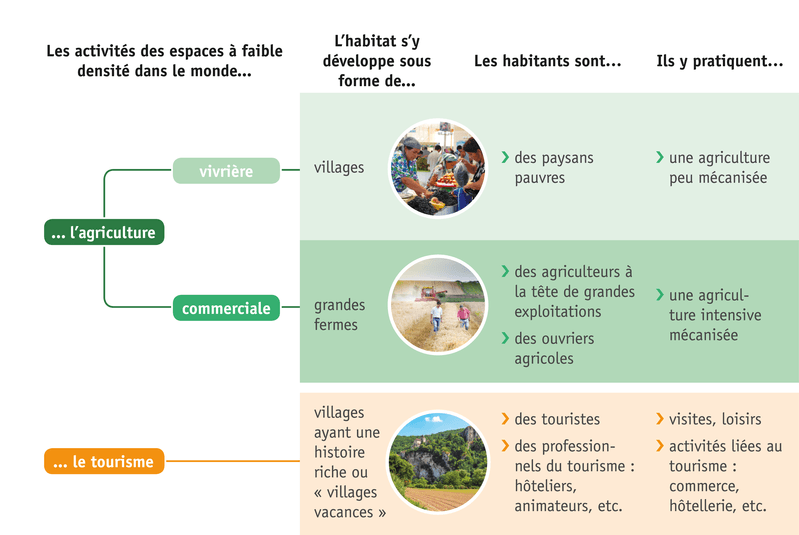 Les activités des espaces à faible
densité dans le monde...
L'habitat s'y
développe sous
forme de...
Les habitants sont...
Ils y pratiquent...
... l'agriculture
vivrière
villages
❯ des paysans
pauvres
❯ une agriculture
peu mécanisée
commerciale
grandes
fermes
❯ des agriculteurs à
la tête de grandes
exploitations
❯ des ouvriers
agricoles
❯ une agricul-
ture intensive
mécanisée
... le tourisme
villages
ayant une
histoire
riche ou
« villages
vacances »
❯ des touristes
❯ des profession-
nels du tourisme :
hôteliers,
animateurs, etc.
❯ visites, loisirs
❯ activités liées au
tourisme :
commerce,
hôtellerie, etc.